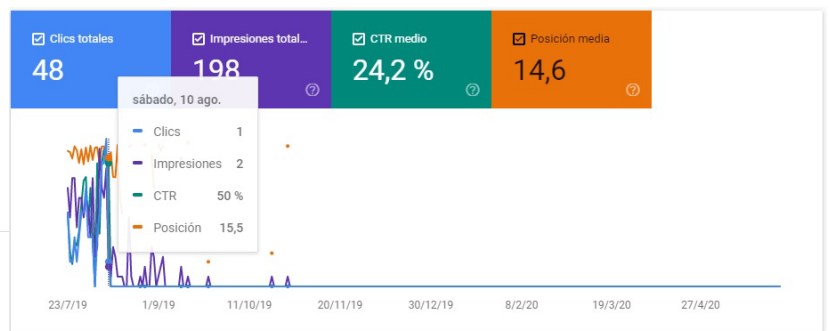 Clics totales
48
Impresiones total...
198
CTR medio
24,2 %
Posición media
14,6
sábado, 10 ago.
Clics 1
Impresiones 2
CTR 50 %
Posición 15,5
23/7/19 1/9/19 11/10/19 20/11/19 30/12/19 8/2/20 19/3/20 27/4/20